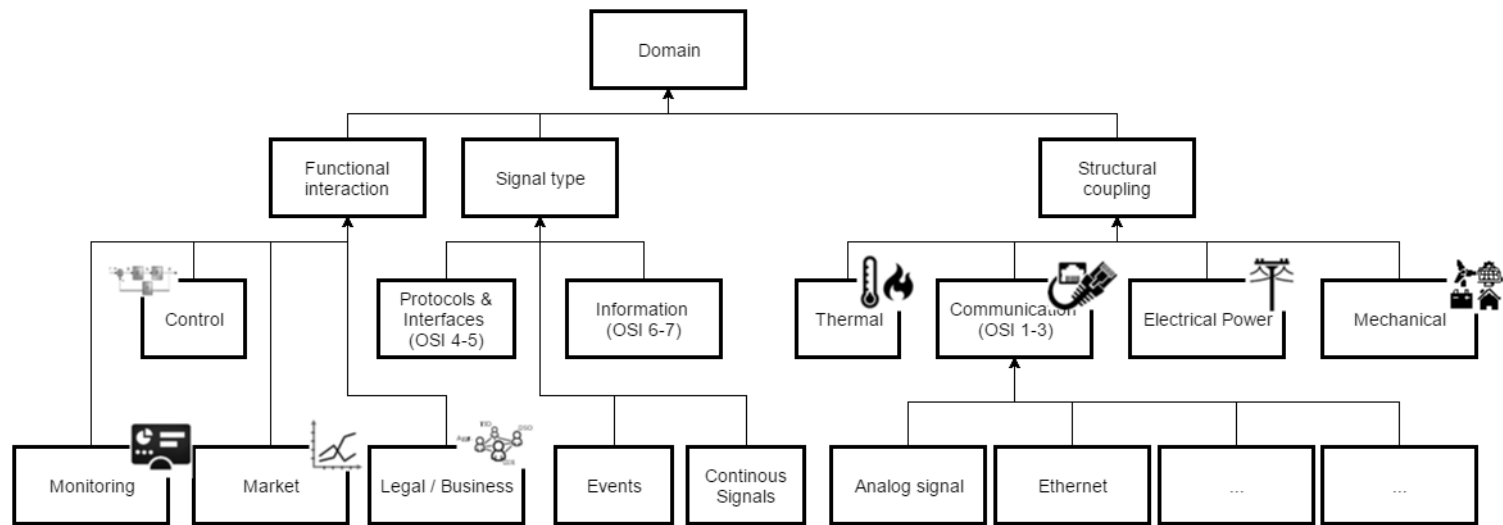 Domain
Functional
interaction
Signal type
Structural
coupling
Control
Protocols &
Interfaces
(OSI 4-5)
Information
(OSI 6-7)
Thermal
Communication
(OSI 1-3)
Electrical Power
Mechanical
Monitoring
Market
Legal / Business
Events
Continous
Signals
Analog signal
Ethernet
...
...